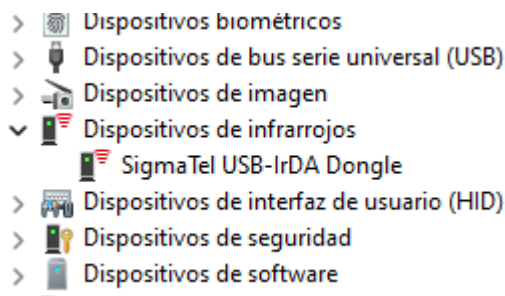 Dispositivos biométricos
Dispositivos de bus serie universal (USB)
Dispositivos de imagen
Dispositivos de infrarrojos
SigmaTel USB-IrDA Dongle
Dispositivos de interfaz de usuario (HID)
Dispositivos de seguridad
Dispositivos de software